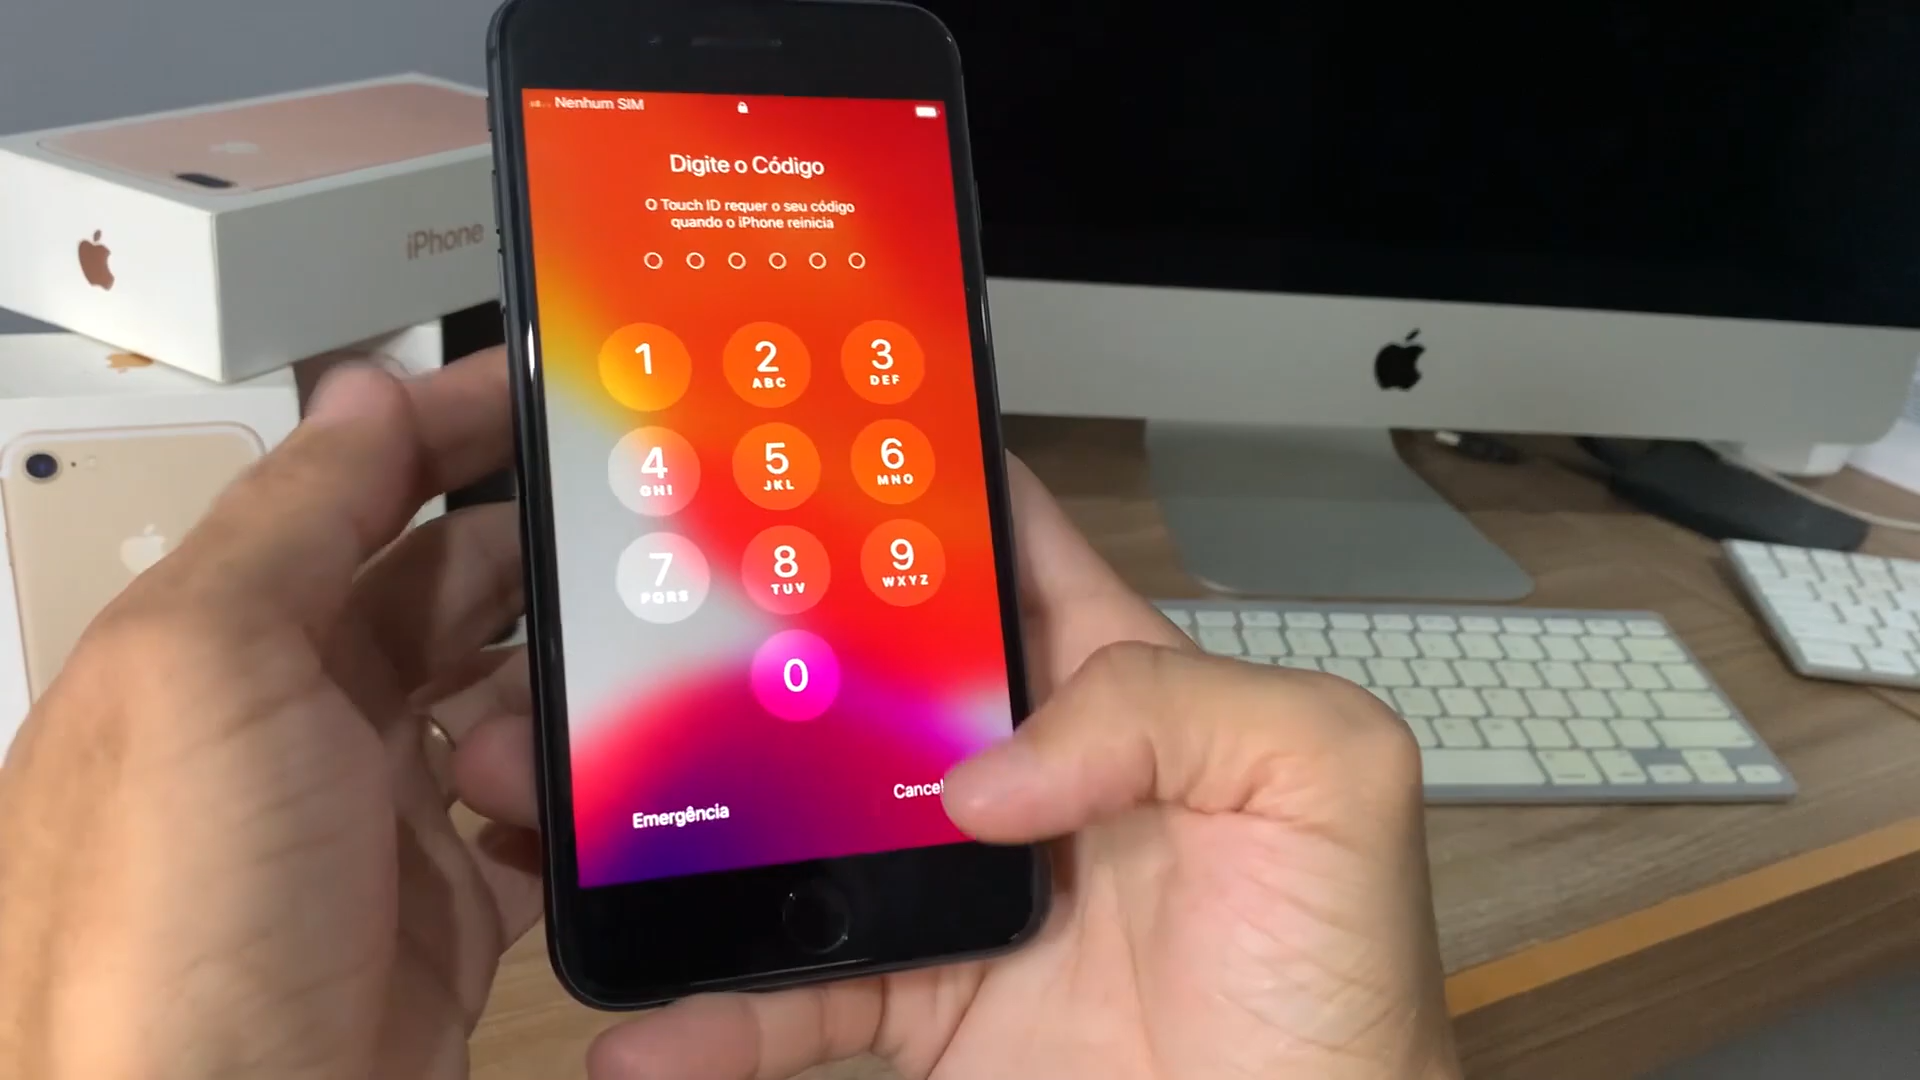 Nenhum SIM
Digite o Código
O Touch ID requer o seu código
quando o iPhone reinicia
1
2
ABC
3
DEF
4
GHI
5
JKL
6
MNO
7
PQRS
8
TUV
9
WXYZ
0
Emergência
Cancel
iPhone